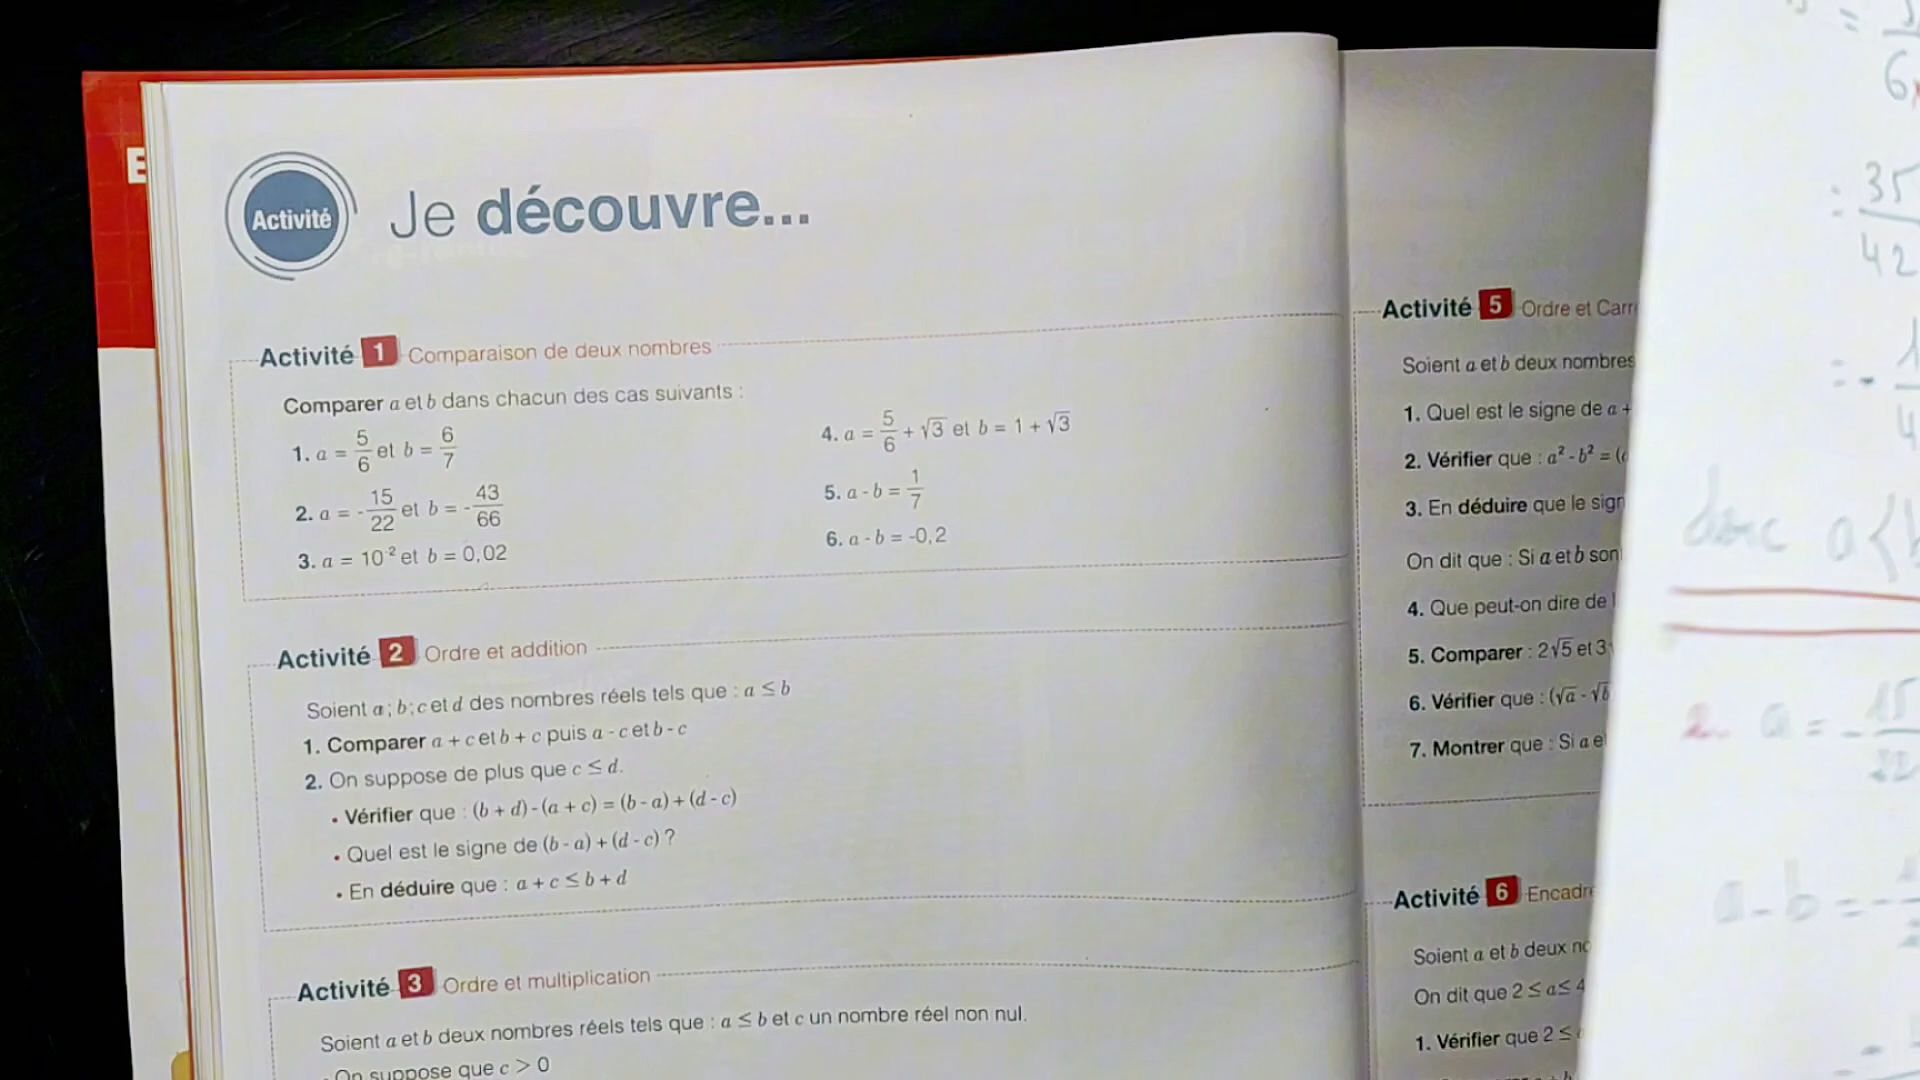 E
Activité
Je découvre...
Activité 1 Comparaison de deux nombres
Comparer a et b dans chacun des cas suivants :
1. a = 5/6 et b = 6/7
2. a = -15/22 et b = -43/66
3. a = 10⁻² et b = 0,02
4. a = 5/6 + √3 et b = 1 + √3
5. a - b = 1/7
6. a - b = -0,2
Activité 2 Ordre et addition
Soient a ; b ; c et d des nombres réels tels que : a ≤ b
1. Comparer a + c et b + c puis a - c et b - c
2. On suppose de plus que c ≤ d.
• Vérifier que : (b + d) - (a + c) = (b - a) + (d - c)
• Quel est le signe de (b - a) + (d - c) ?
• En déduire que : a + c ≤ b + d
Activité 3 Ordre et multiplication
Soient a et b deux nombres réels tels que : a ≤ b et c un nombre réel non nul.
On suppose que c > 0
Activité 5 Ordre et
Soient a et b deux nombres
1. Quel est le signe de a +
2. Vérifier que : a² - b² =
3. En déduire que le
On dit que : Si a et b
4. Que peut-on dire de
5. Comparer : 2√5 et 3
6. Vérifier que : (√a - √b
7. Montrer que : Si a
Activité 6
Soient a et b deux
On dit que 2 ≤ a ≤ 4
1. Vérifier que 2 ≤
6
= 35/42
= -
donc a < b
2. a = - 15/22
a - b = -